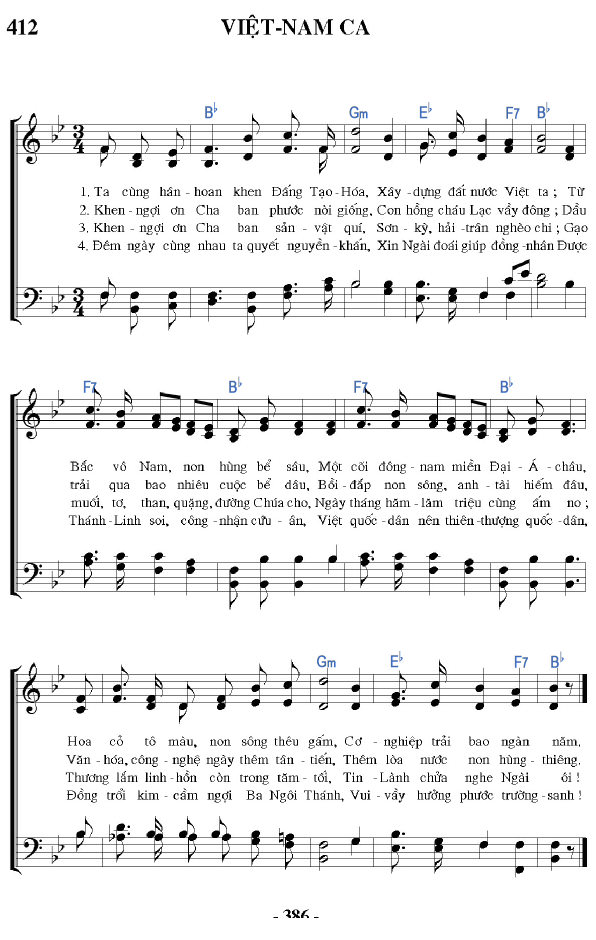 412 VIỆT-NAM CA
B♭ Gm E♭ F7 B♭
1. Ta cùng hân-hoan khen Đấng Tạo-Hóa, Xây-dựng đất nước Việt ta ; Từ
2. Khen-ngợi ơn Cha ban phước nòi giống, Con hồng cháu Lạc vầy đông ; Dẩu
3. Khen-ngợi ơn Cha ban sản-vật quí, Sơn-kỳ, hải-trân nghèo chi ; Gạo
4. Đêm ngày cùng nhau ta quyết nguyền-khấn, Xin Ngài đoái giúp đồng-nhân Được
F7 B♭ F7 B♭
Bắc vô Nam, non hùng bể sâu, Một cõi đông-nam miền Đại-Á-châu,
trải qua bao nhiêu cuộc bể dâu, Bồi-đắp non sông, anh-tài hiếm đâu ;
muối, tơ, than, quặng, đường Chúa cho, Ngày tháng hăm-lăm triệu cùng ấm no ;
Thánh-Linh soi, công-nhận cứu-ân, Việt quốc-dân nên thiên-thượng quốc-dân,
Gm E♭ F7 B♭
Hoa cỏ tô màu, non sông thêu gấm, Cơ-nghiệp trải bao ngàn năm.
Văn-hóa, công-nghệ ngày thêm tân-tiến, Thêm lòa nước non hùng-thiêng.
Thương lắm linh-hồn còn trong tăm-tối, Tin-Lành chửa nghe Ngài ôi !
Đồng trổi kim-cầm ngợi Ba Ngôi Thánh, Vui-vầy hưởng phước trường-sanh !
- 386 -